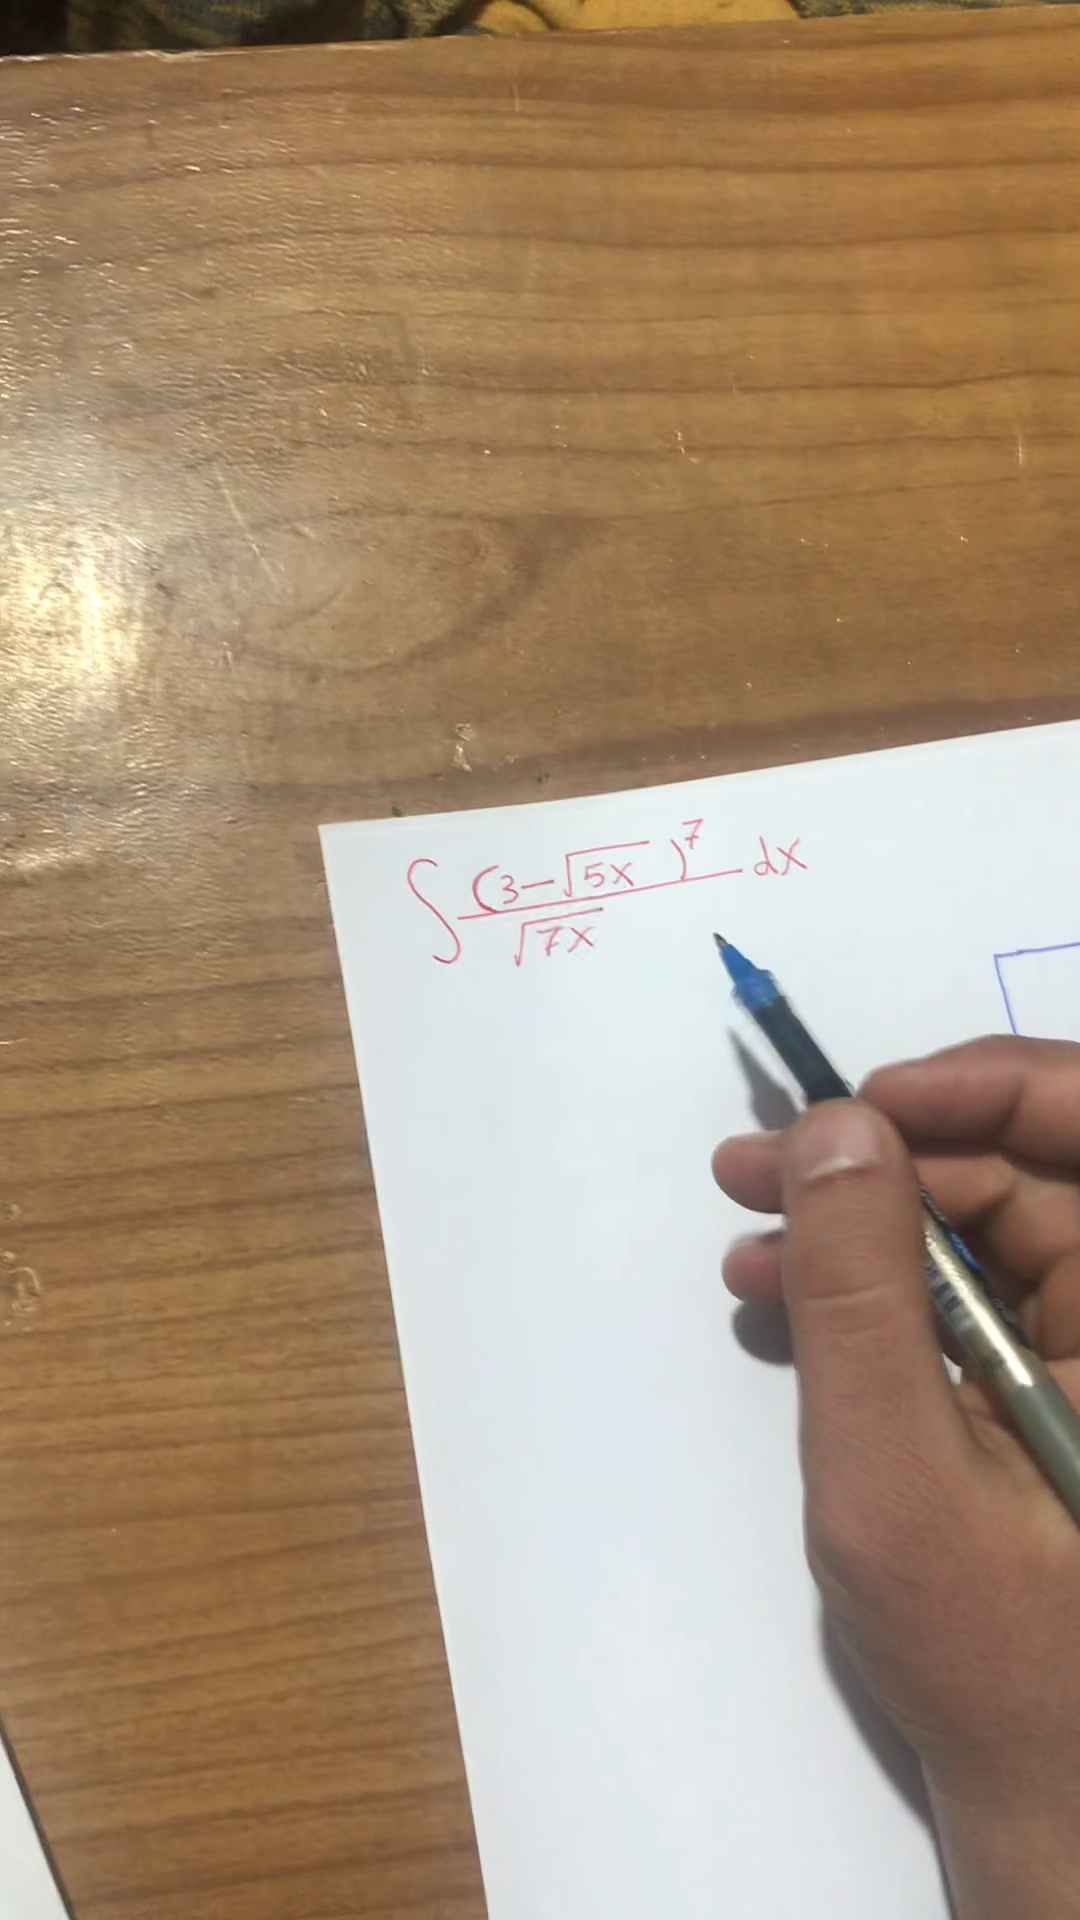 ∫ (3-√5x)^7 / √7x dx